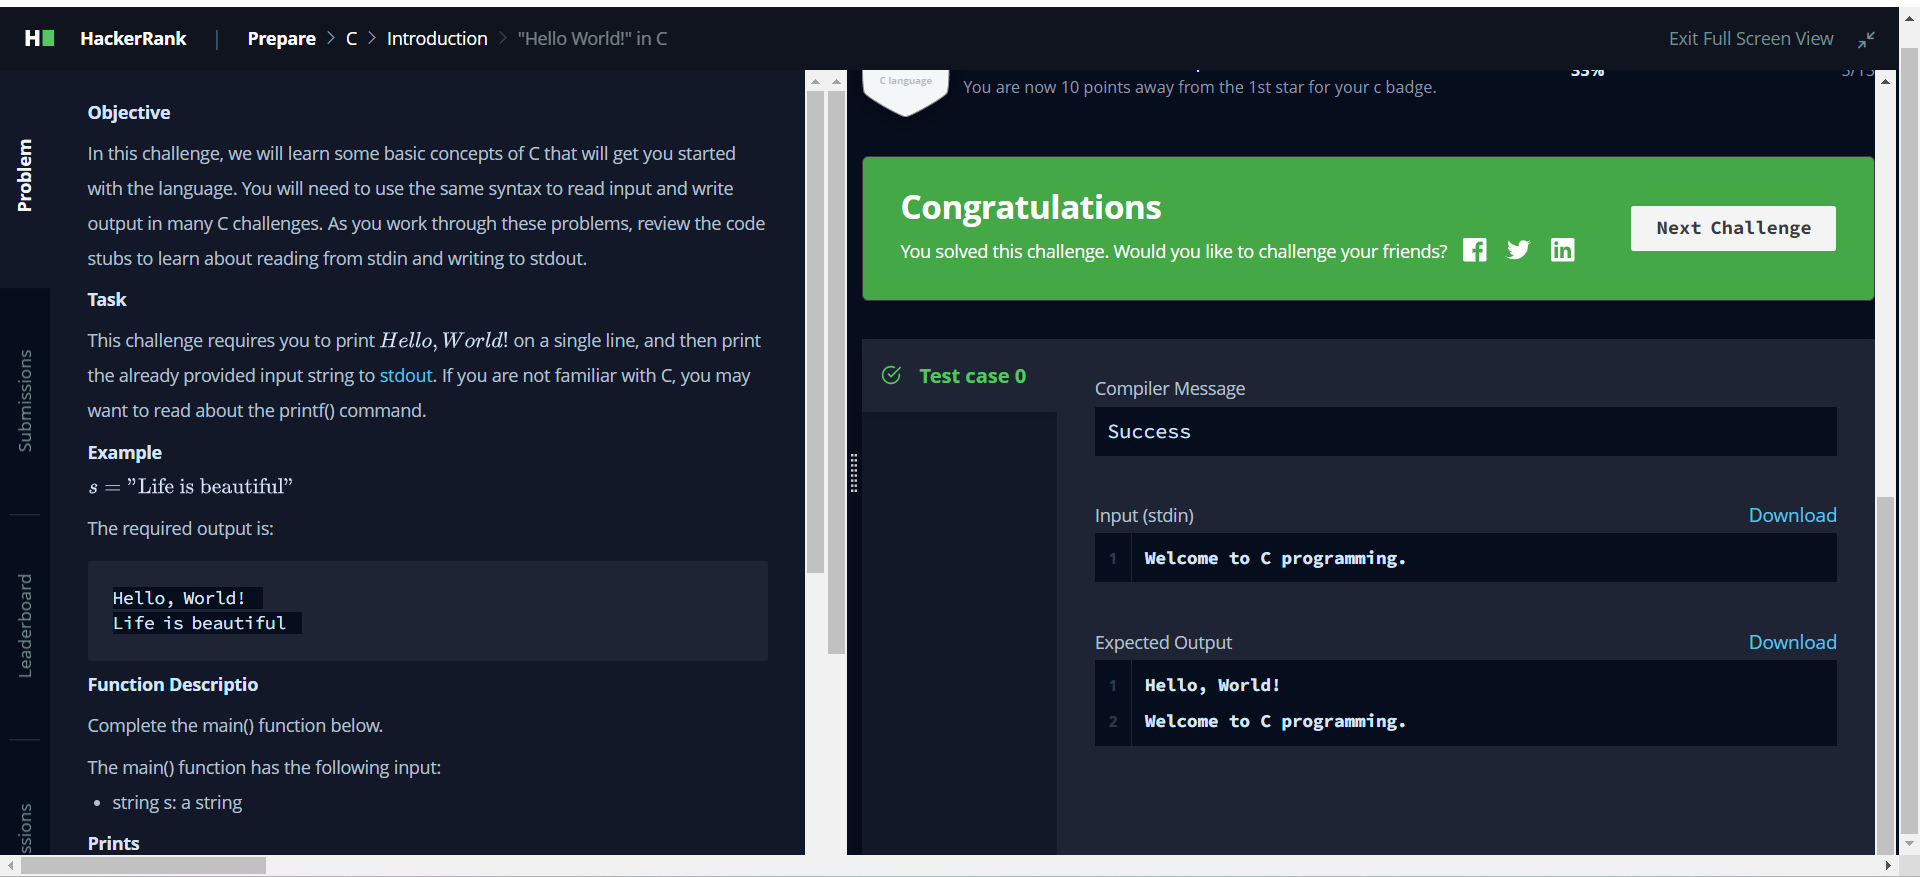 HackerRank | Prepare > C > Introduction > "Hello World!" in C
Exit Full Screen View
Problem
Submissions
Leaderboard
Objective
In this challenge, we will learn some basic concepts of C that will get you started
with the language. You will need to use the same syntax to read input and write
output in many C challenges. As you work through these problems, review the code
stubs to learn about reading from stdin and writing to stdout.
Task
This challenge requires you to print Hello, World! on a single line, and then print
the already provided input string to stdout. If you are not familiar with C, you may
want to read about the printf() command.
Example
s = "Life is beautiful"
The required output is:
Hello, World!
Life is beautiful
Function Descriptio
Complete the main() function below.
The main() function has the following input:
• string s: a string
Prints
C language
33%
You are now 10 points away from the 1st star for your c badge.
Congratulations
You solved this challenge. Would you like to challenge your friends?
Next Challenge
Test case 0
Compiler Message
Success
Input (stdin)
Download
1 Welcome to C programming.
Expected Output
Download
1 Hello, World!
2 Welcome to C programming.